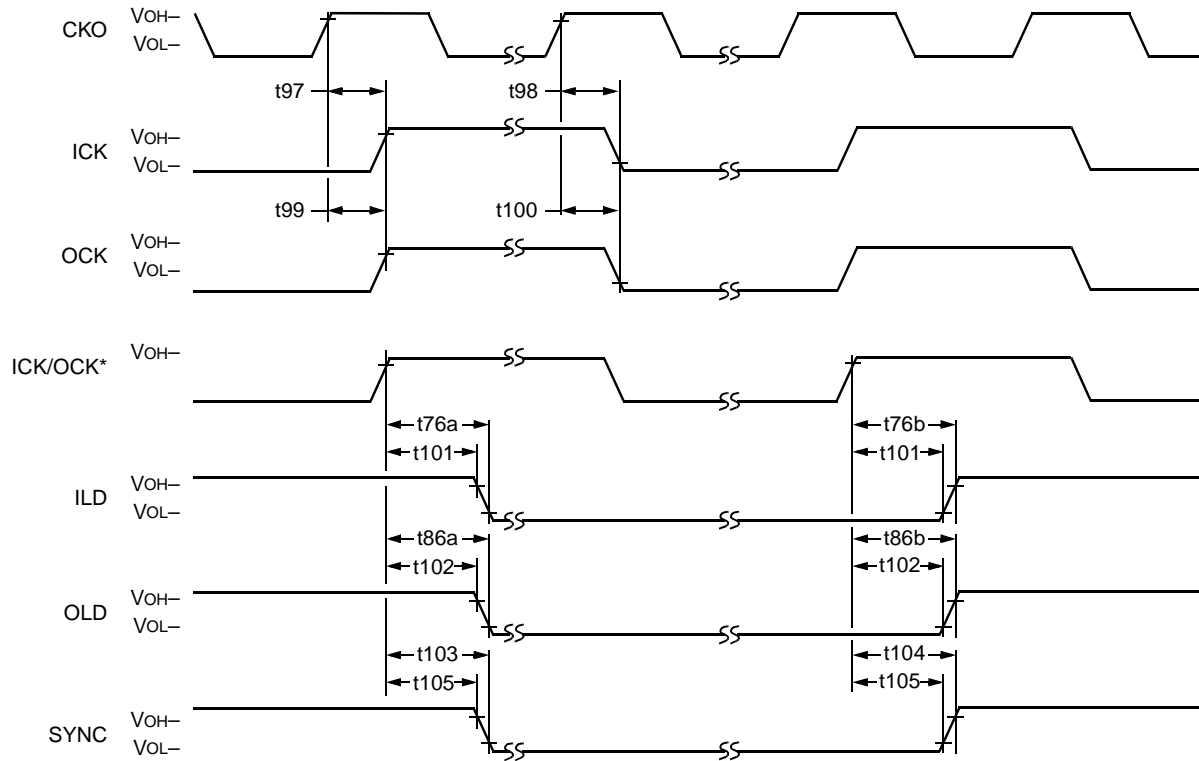 CKO
VOH–
VOL–
t97
t98
ICK
VOH–
VOL–
t99
t100
OCK
VOH–
VOL–
ICK/OCK*
VOH–
t76a
t76b
t101
t101
ILD
VOH–
VOL–
t86a
t86b
t102
t102
OLD
VOH–
VOL–
t103
t104
t105
t105
SYNC
VOH–
VOL–